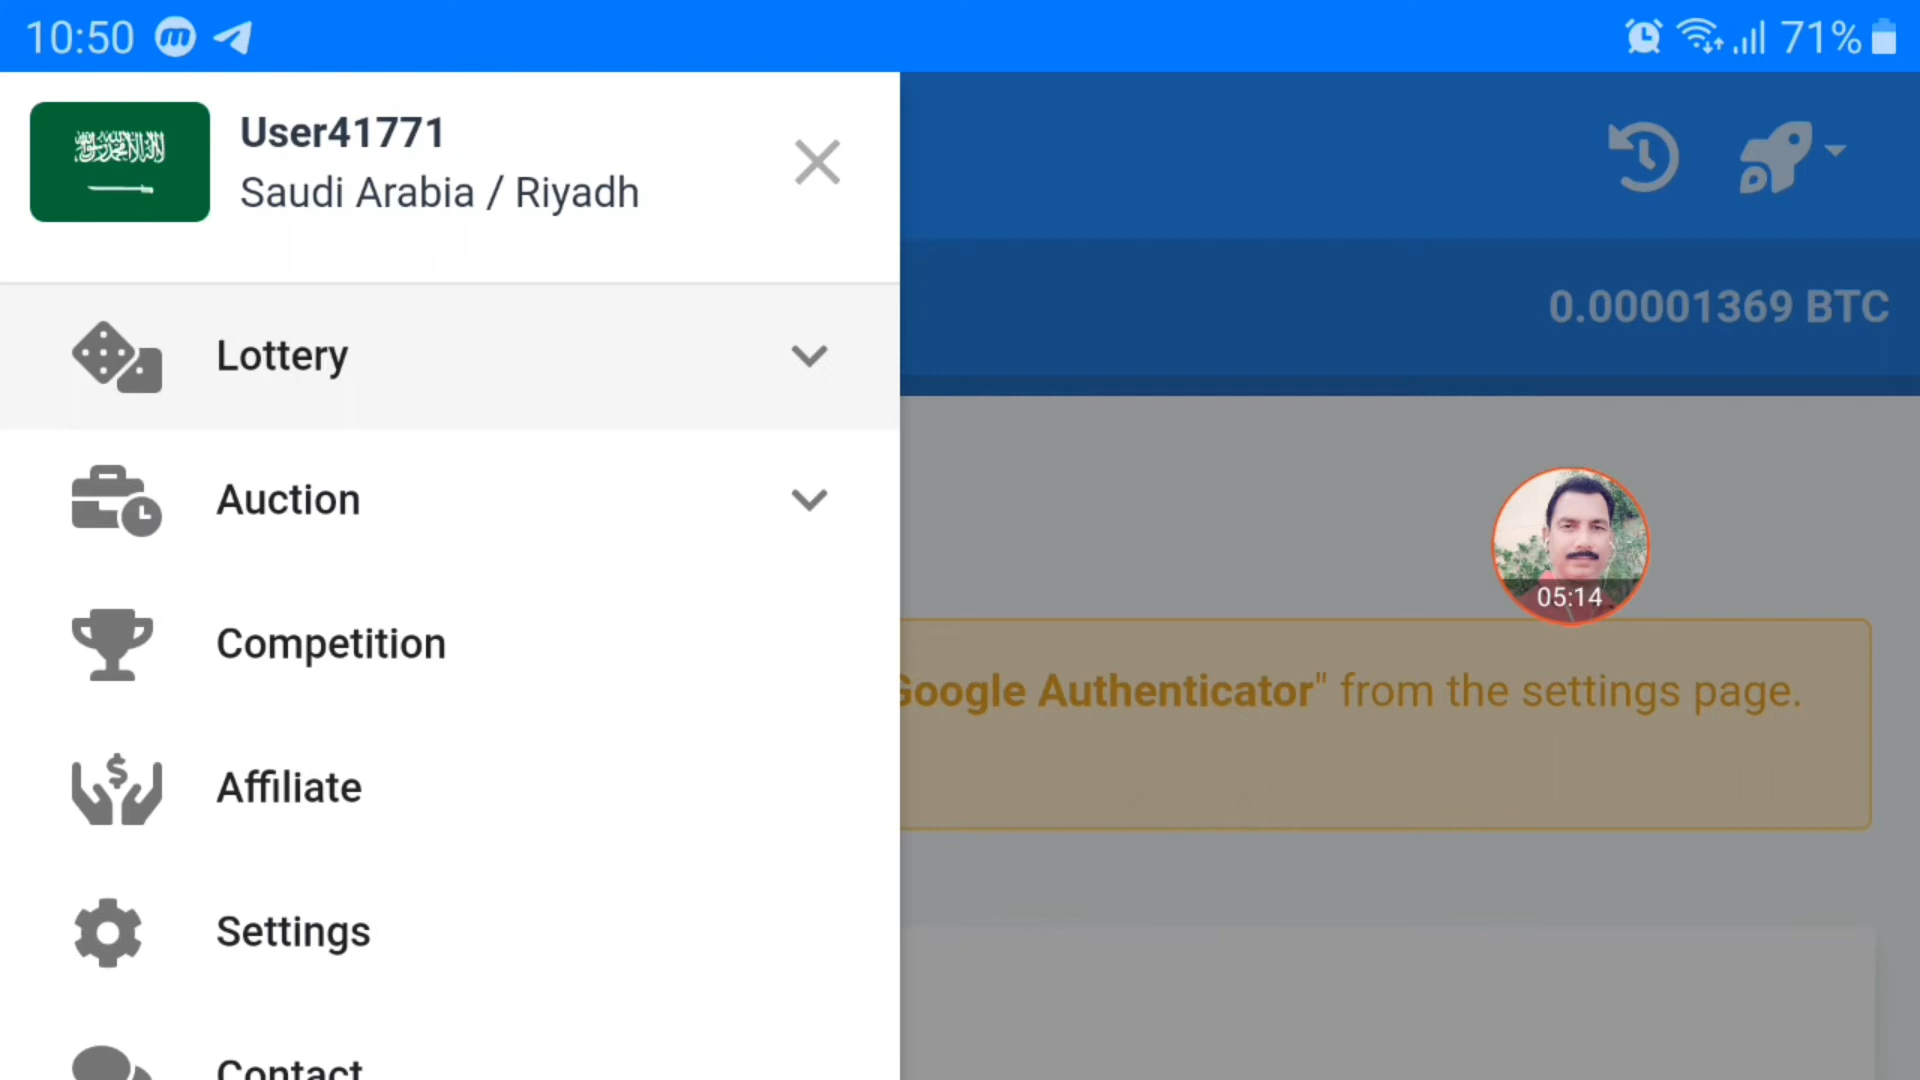 10:50
71%
User41771
Saudi Arabia / Riyadh
0.00001369 BTC
Lottery
Auction
Competition
05:14
Google Authenticator" from the settings page.
Affiliate
Settings
Contact